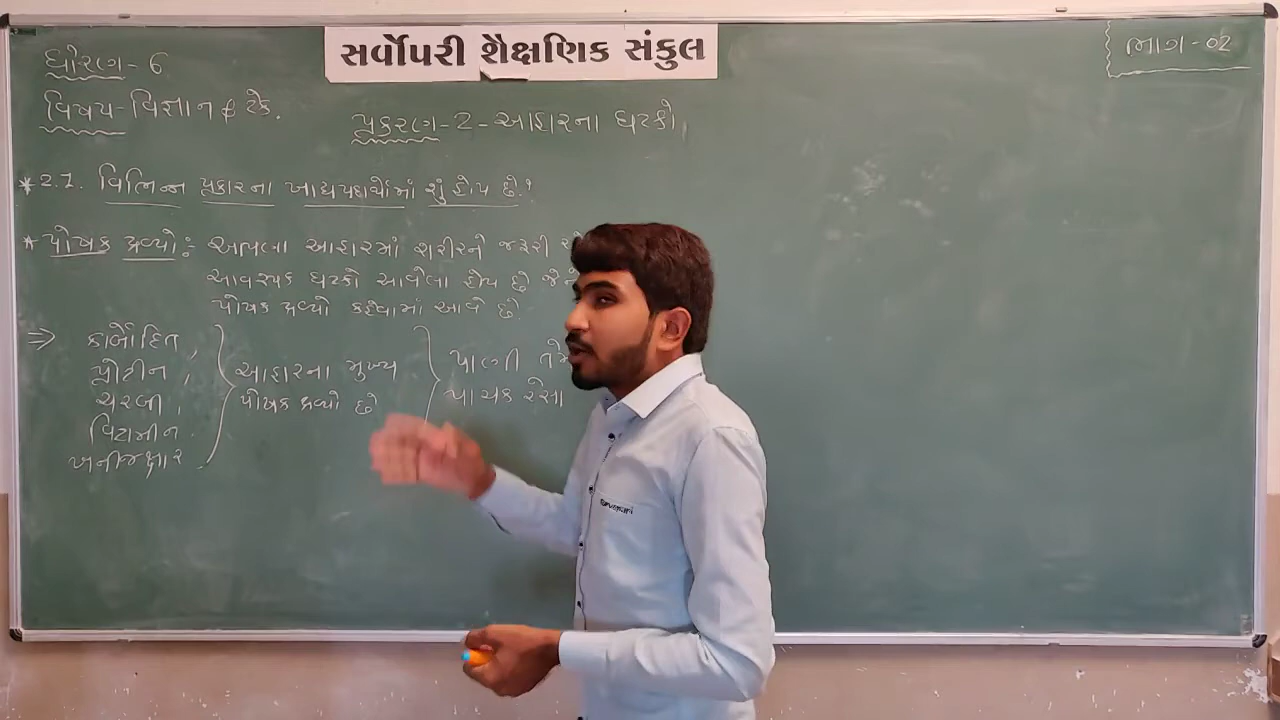 સર્વોપરી શૈક્ષણિક સંકુલ
ભાગ-૦૨
ધોરણ - 6
વિષય - વિજ્ઞાન & ટેક.
પ્રકરણ - 2 - આહારના ઘટકો
* 2.1. વિભિન્ન પ્રકારના ખાદ્યપદાર્થોમાં શું હોય છે?
* પોષક દ્રવ્યો :- આપણા આહારમાં શરીરને જરૂરી
આવશ્યક ઘટકો આવેલા હોય છે જેને
પોષક દ્રવ્યો કહેવામાં આવે છે.
⇒ કાર્બોદિત,
પ્રોટીન,
ચરબી,
વિટામીન.
ખનીજક્ષાર
આહારના મુખ્ય
પોષક દ્રવ્યો છે
પાણી
પાચક રેસા